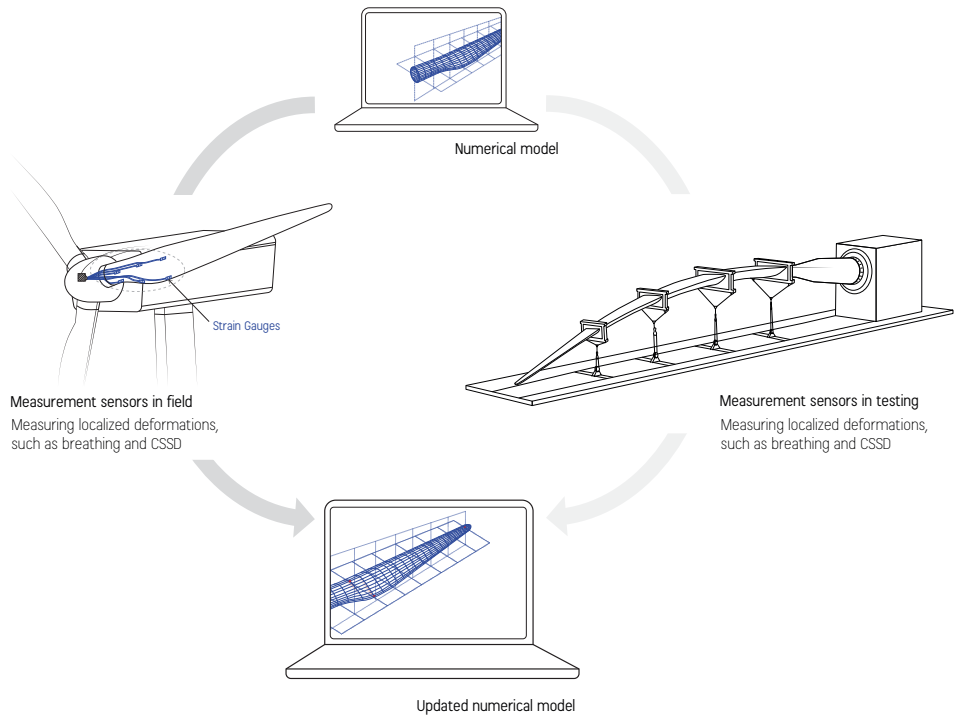 Numerical model
Strain Gauges
Measurement sensors in field
Measuring localized deformations,
such as breathing and CSSD
Measurement sensors in testing
Measuring localized deformations,
such as breathing and CSSD
Updated numerical model